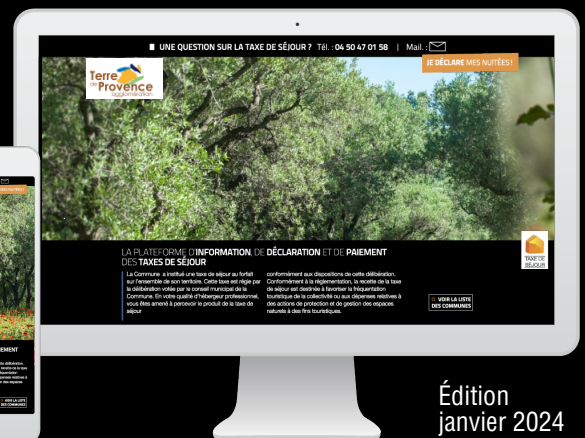 UNE QUESTION SUR LA TAXE DE SÉJOUR ? Tél. : 04 50 47 01 58 | Mail. :
JE DÉCLARE MES NUITÉES !
Terre
de Provence
agglomération
LA PLATEFORME D'INFORMATION, DE DÉCLARATION ET DE PAIEMENT
DES TAXES DE SÉJOUR
La Commune a institué une taxe de séjour au forfait
sur l'ensemble de son territoire. Cette taxe est régie par
la délibération votée par le conseil municipal de la
Commune. En votre qualité d'hébergeur professionnel,
vous êtes amené à percevoir le produit de la taxe de
séjour
conformément aux dispositions de cette délibération.
Conformément à la réglementation, la recette de la taxe
de séjour est destinée à favoriser la fréquentation
touristique de la collectivité ou aux dépenses relatives à
des actions de protection et de gestion des espaces
naturels à des fins touristiques.
TAXE DE
SÉJOUR
VOIR LA LISTE
DES COMMUNES
EMENT
VOIR LA LISTE
DES COMMUNES
Édition
janvier 2024